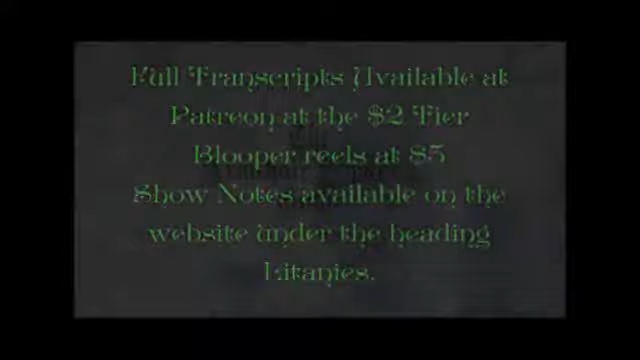 Full Transcripts Available at
Patreon at the $2 Tier
Blooper reels at $5
Show Notes available on the
website under the heading
Litanies.